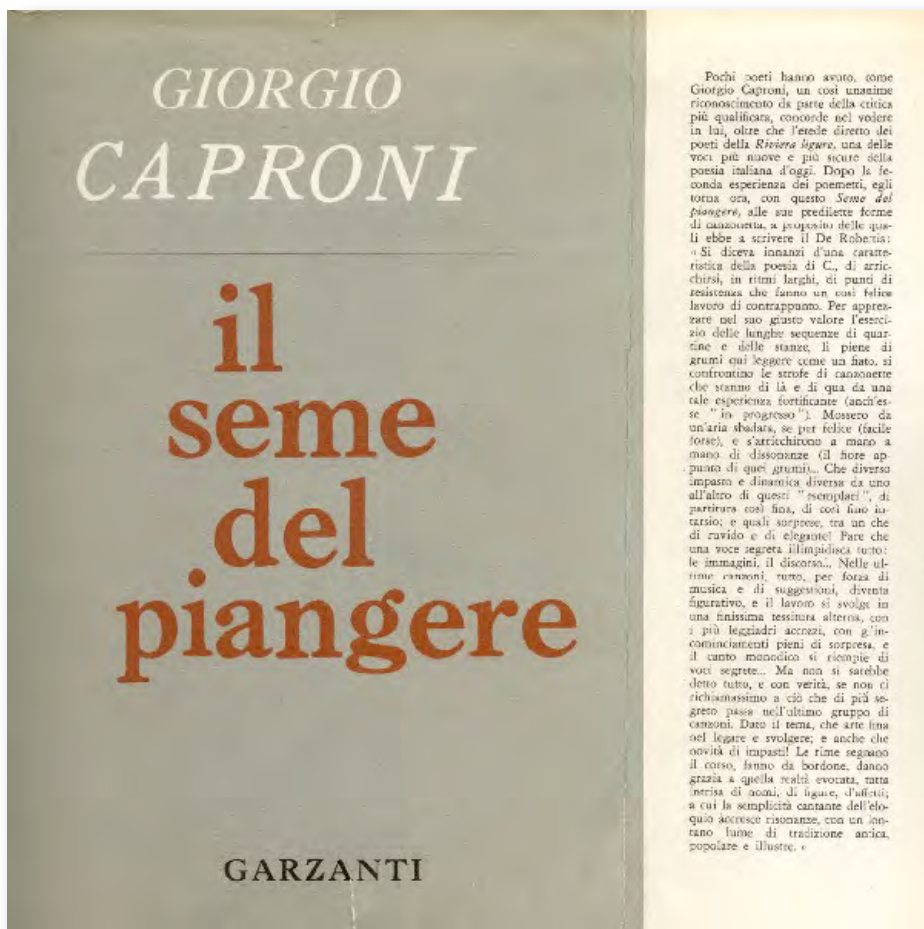 GIORGIO
CAPRONI
il
seme
del
piangere
GARZANTI
Pochi poeti hanno avuto, come
Giorgio Caproni, un così unanime
riconoscimento da parte della critica
più qualificata, concorde nel vedere
in lui, oltre che l'erede diretto dei
poeti della Riviera ligure, una delle
voci più nuove e più sicure della
poesia italiana d'oggi. Dopo la fe-
conda esperienza dei poemetti, egli
torna ora, con questo Seme del
piangere, alle sue predilette forme
di canzonetta, a proposito delle qua-
li ebbe a scrivere il De Robertis:
« Si diceva innanzi d'una caratte-
ristica della poesia di C., di arric-
chirsi, in ritmi larghi, di punti di
resistenza che fanno un così felice
lavoro di contrappunto. Per apprez-
zare nel suo giusto valore l'eserci-
zio delle lunghe sequenze di quar-
tine e delle stanze, lì piene di
grumi qui leggere come un fiato, si
confrontino le strofe di canzonette
che stanno di là e di qua da una
tale esperienza fortificante (anch'es-
se " in progresso "). Mossero da
un'aria sbadata, se pur felice (facile
forse), e s'arricchirono a mano a
mano di dissonanze (il fiore ap-
punto di quei grumi)... Che diverso
impasto e dinamica diversa da uno
all'altro di questi " esemplari ", di
partitura così fina, di così fino in-
tarsio; e quali sorprese, tra un che
di ruvido e di elegante! Pare che
una voce segreta illimpidisca tutto:
le immagini, il discorso... Nelle ul-
time canzoni, tutto, per forza di
musica e di suggestioni, diventa
figurativo, e il lavoro si svolge in
una finissima tessitura alterna, con
i più leggiadri accenni, con g'in-
cominciamenti pieni di sorpresa, e
il canto monodico si riempie di
voci segrete... Ma non si sarebbe
detto tutto, e con verità, se non ci
richiamassimo a ciò che di più se-
greto passa nell'ultimo gruppo di
canzoni. Dato il tema, che arte fina
nel legare e svolgere; e anche che
novità di impasti! Le rime segnano
il corso, fanno da bordone, danno
grazia a quella realtà evocata, tutta
intrisa di nomi, di figure, d'affetti;
a cui la semplicità cantante dell'elo-
quio accresce risonanze, con un lon-
tano lume di tradizione antica,
popolare e illustre. »